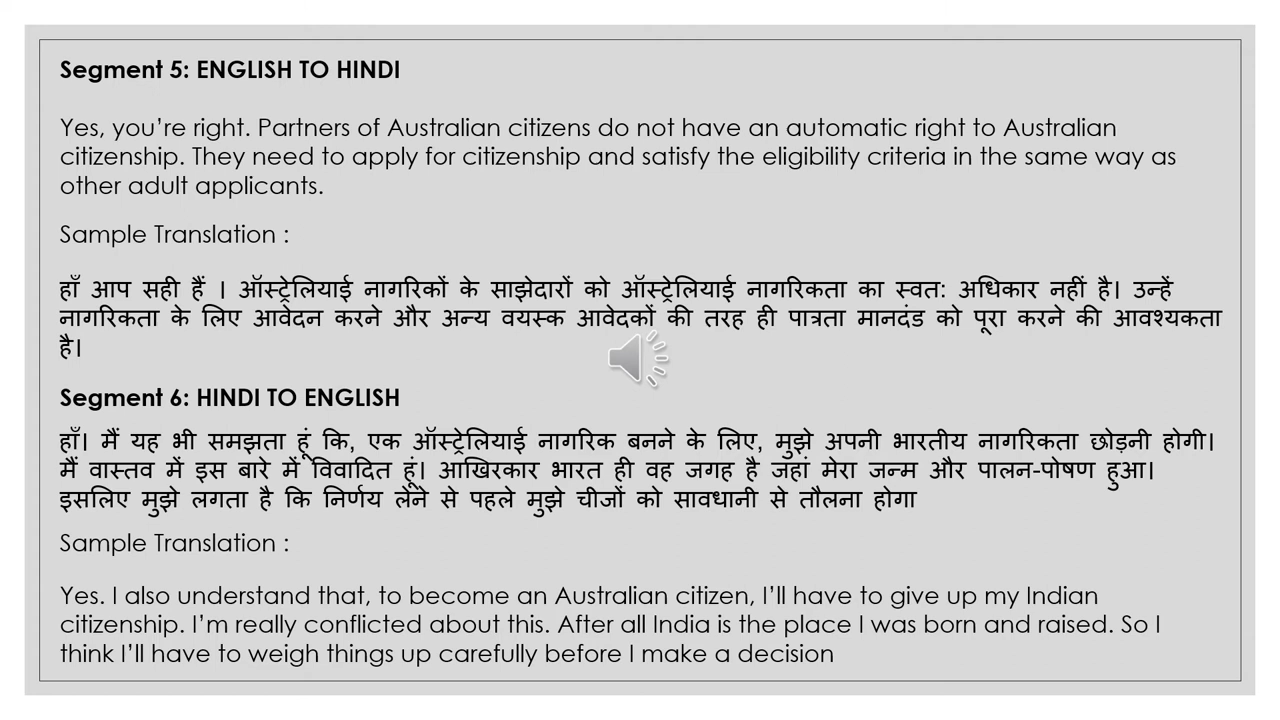 Segment 5: ENGLISH TO HINDI
Yes, you're right. Partners of Australian citizens do not have an automatic right to Australian
citizenship. They need to apply for citizenship and satisfy the eligibility criteria in the same way as
other adult applicants.
Sample Translation :
हाँ आप सही हैं । ऑस्ट्रेलियाई नागरिकों के साझेदारों को ऑस्ट्रेलियाई नागरिकता का स्वत: अधिकार नहीं है। उन्हें
नागरिकता के लिए आवेदन करने और अन्य वयस्क आवेदकों की तरह ही पात्रता मानदंड को पूरा करने की आवश्यकता
है।
Segment 6: HINDI TO ENGLISH
हाँ। मैं यह भी समझता हूं कि, एक ऑस्ट्रेलियाई नागरिक बनने के लिए, मुझे अपनी भारतीय नागरिकता छोड़नी होगी।
मैं वास्तव में इस बारे में विवादित हूं। आखिरकार भारत ही वह जगह है जहां मेरा जन्म और पालन-पोषण हुआ।
इसलिए मुझे लगता है कि निर्णय लेने से पहले मुझे चीजों को सावधानी से तौलना होगा
Sample Translation :
Yes. I also understand that, to become an Australian citizen, I'll have to give up my Indian
citizenship. I'm really conflicted about this. After all India is the place I was born and raised. So I
think I'll have to weigh things up carefully before I make a decision